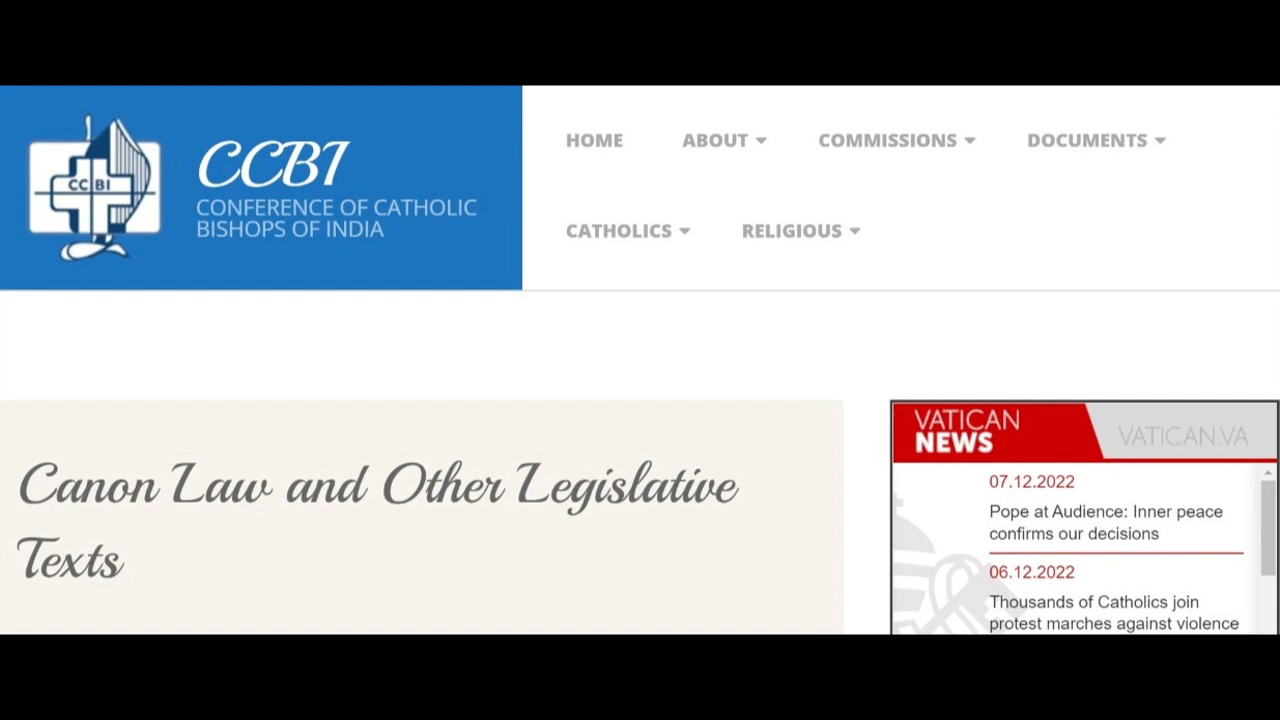 CCBI
CCBI
CONFERENCE OF CATHOLIC
BISHOPS OF INDIA
HOME ABOUT COMMISSIONS DOCUMENTS
CATHOLICS RELIGIOUS
Canon Law and Other Legislative
Texts
VATICAN
NEWS
VATICAN.VA
07.12.2022
Pope at Audience: Inner peace
confirms our decisions
06.12.2022
Thousands of Catholics join
protest marches against violence